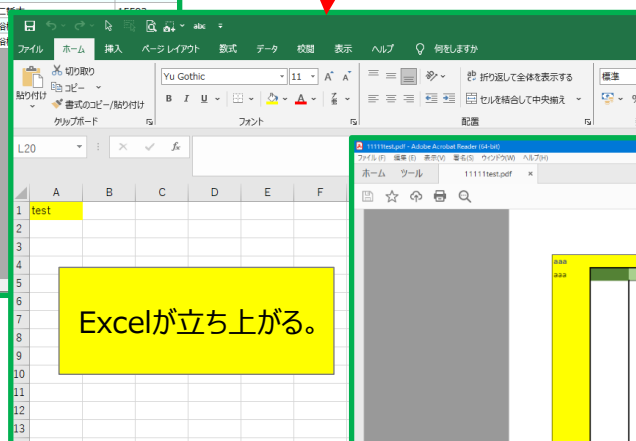 abc
ファイル ホーム 挿入 ページ レイアウト 数式 データ 校閲 表示 ヘルプ 何をしますか
切り取り
コピー
貼り付け
書式のコピー/貼り付け
クリップボード
Yu Gothic 11 A A
B I U A
フォント
折り返して全体を表示する
セルを結合して中央揃え
配置
標準
L20 fx
A B C D E F
1 test
2
3
4
5
6
7
8
9
10
11
12
13
Excelが立ち上がる。
11111test.pdf - Adobe Acrobat Reader (64-bit)
ファイル(F) 編集(E) 表示(V) 署名(S) ウィンドウ(W) ヘルプ(H)
ホーム ツール 11111test.pdf ×
aaa
aaa